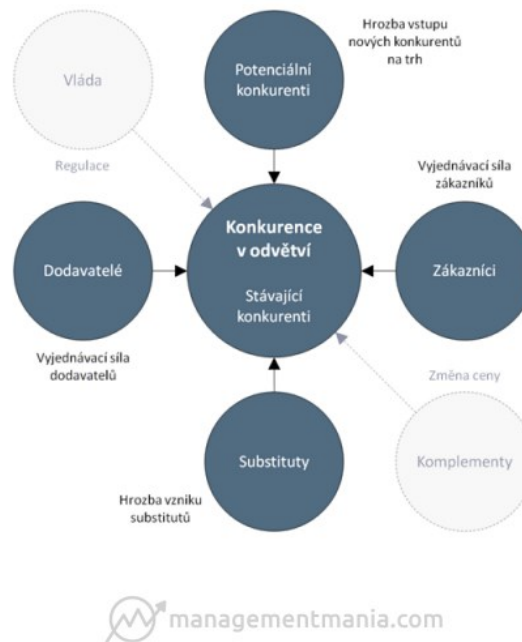 Hrozba vstupu
nových konkurentů
na trh
Vláda
Potenciální
konkurenti
Regulace
Vyjednávací síla
zákazníků
Konkurence
v odvětví
Dodavatelé
Zákazníci
Stávající
konkurenti
Vyjednávací síla
dodavatelů
Změna ceny
Substituty
Komplementy
Hrozba vzniku
substitutů
managementmania.com